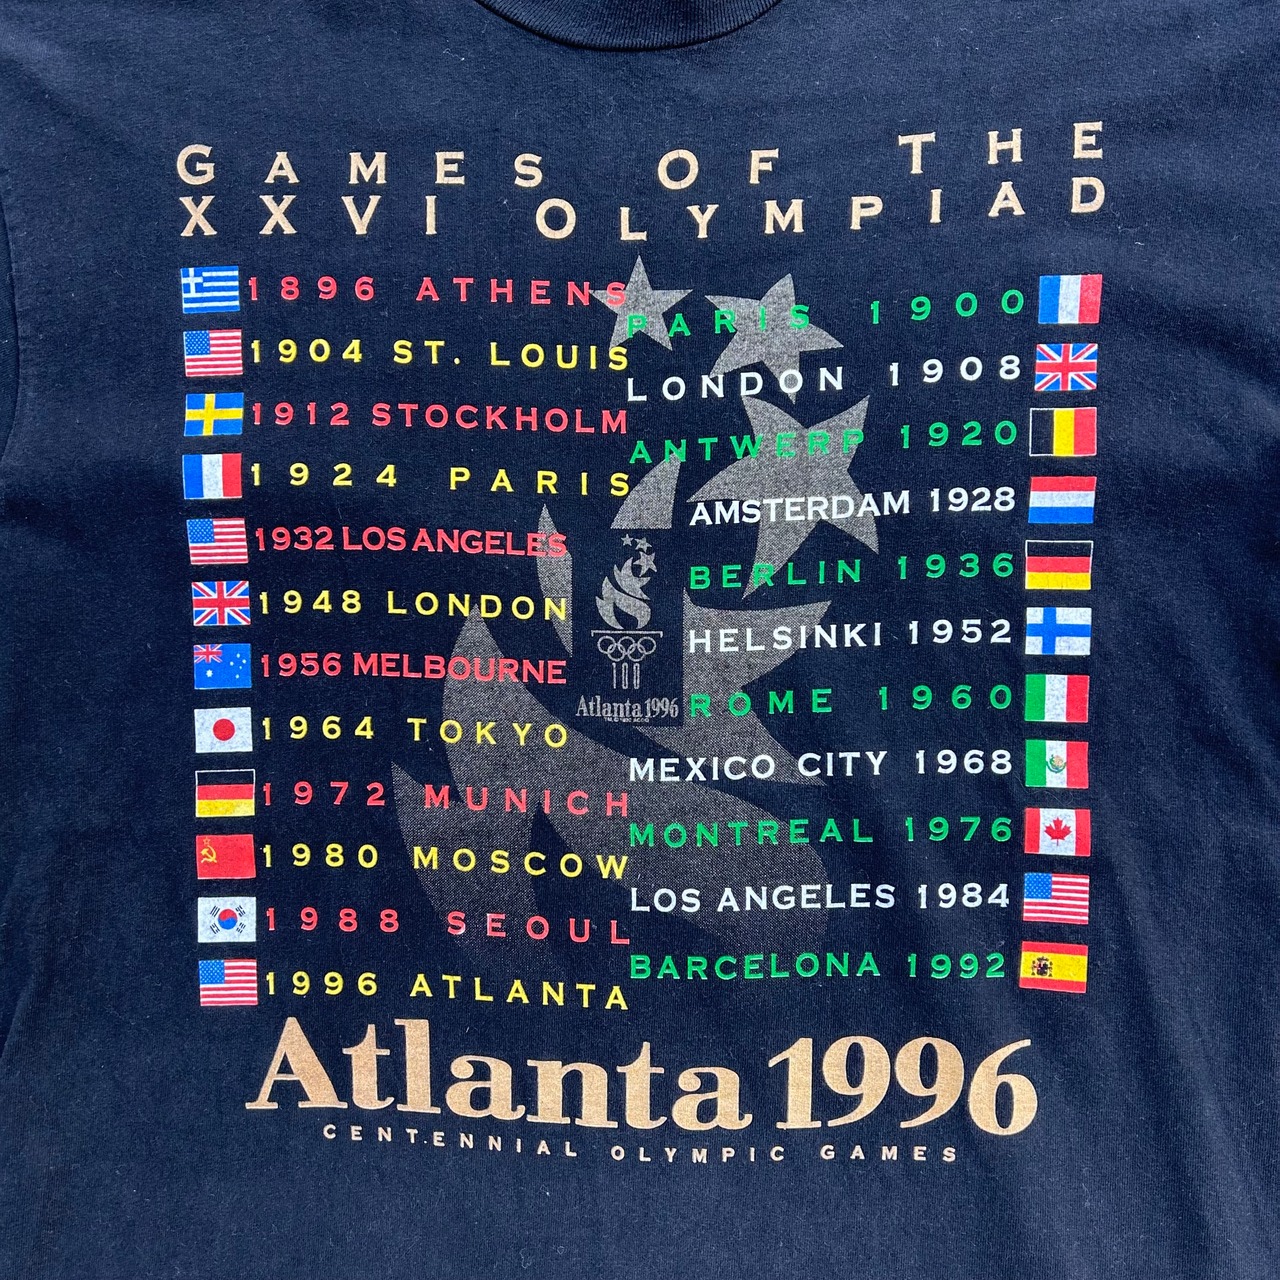 GAMES OF THE
XXVI OLYMPIAD
1896 ATHENS
PARIS 1900
1904 ST. LOUIS
LONDON 1908
1912 STOCKHOLM
ANTWERP 1920
1924 PARIS
AMSTERDAM 1928
1932 LOS ANGELES
BERLIN 1936
1948 LONDON
HELSINKI 1952
1956 MELBOURNE
ROME 1960
1964 TOKYO
MEXICO CITY 1968
1972 MUNICH
MONTREAL 1976
1980 MOSCOW
LOS ANGELES 1984
1988 SEOUL
BARCELONA 1992
1996 ATLANTA
Atlanta 1996
Atlanta 1996
CENTENNIAL OLYMPIC GAMES